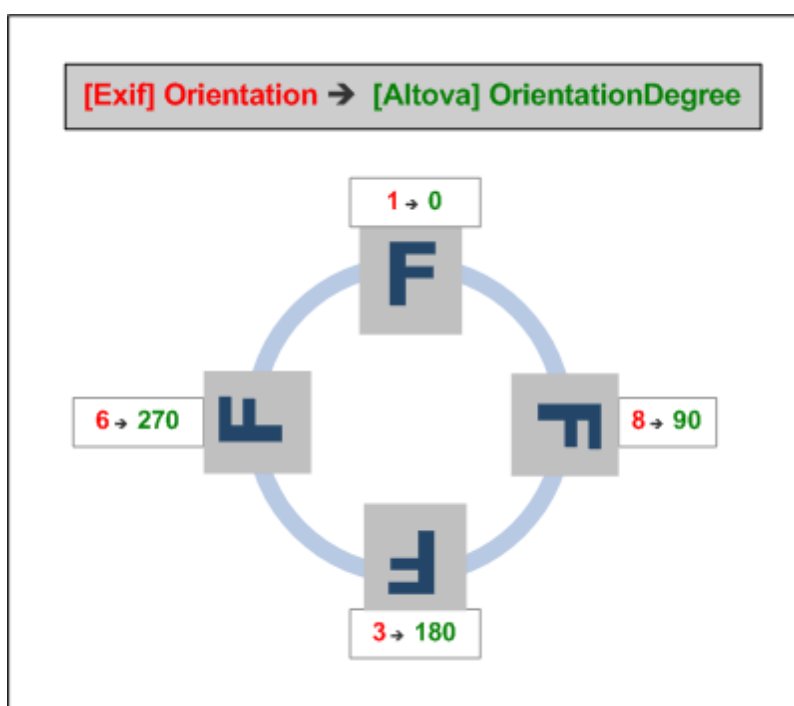 [Exif] Orientation ➔ [Altova] OrientationDegree
1 ➔ 0
F
6 ➔ 270
F
F
8 ➔ 90
F
3 ➔ 180